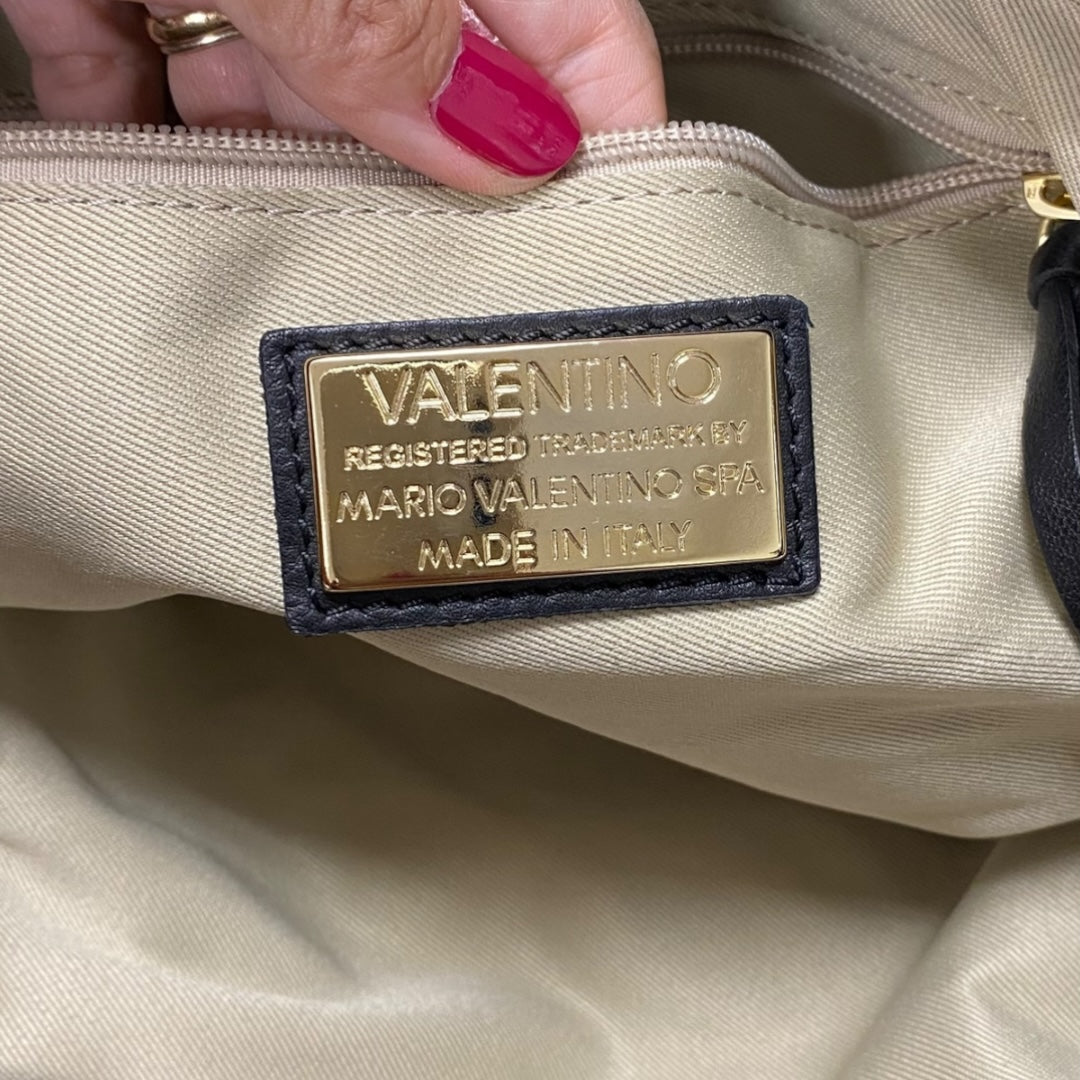 VALENTINO
REGISTERED TRADEMARK BY
MARIO VALENTINO SPA
MADE IN ITALY